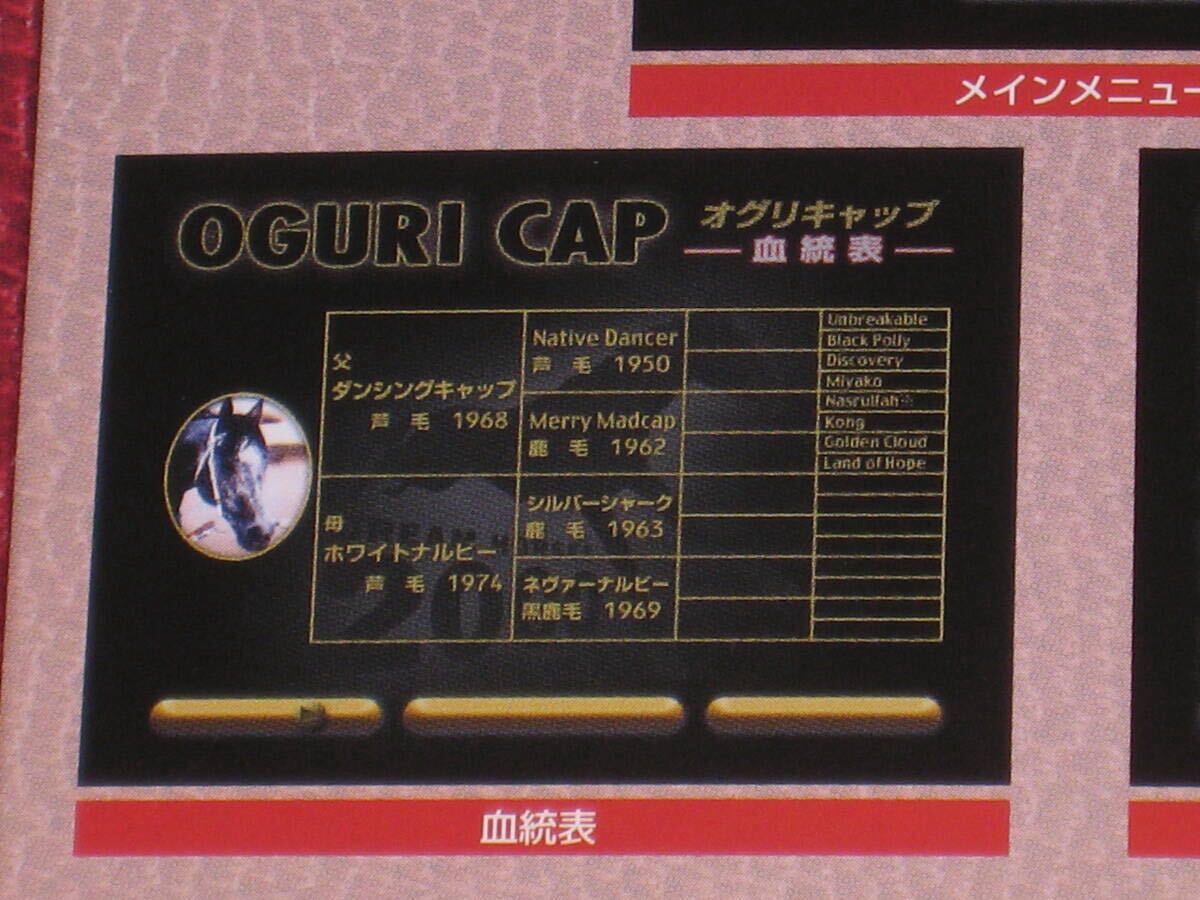 メインメニュー
OGURI CAP
オグリキャップ
血統表
父
ダンシングキャップ
芦毛 1968
Native Dancer
芦毛 1950
Merry Madcap
鹿毛 1962
Unbreakable
Black Polly
Discovery
Miyako
Nasrullah※
Kong
Golden Cloud
Land of Hope
母
ホワイトナルビー
芦毛 1974
シルバーシャーク
鹿毛 1963
ネヴァーナルビー
黒鹿毛 1969
血統表